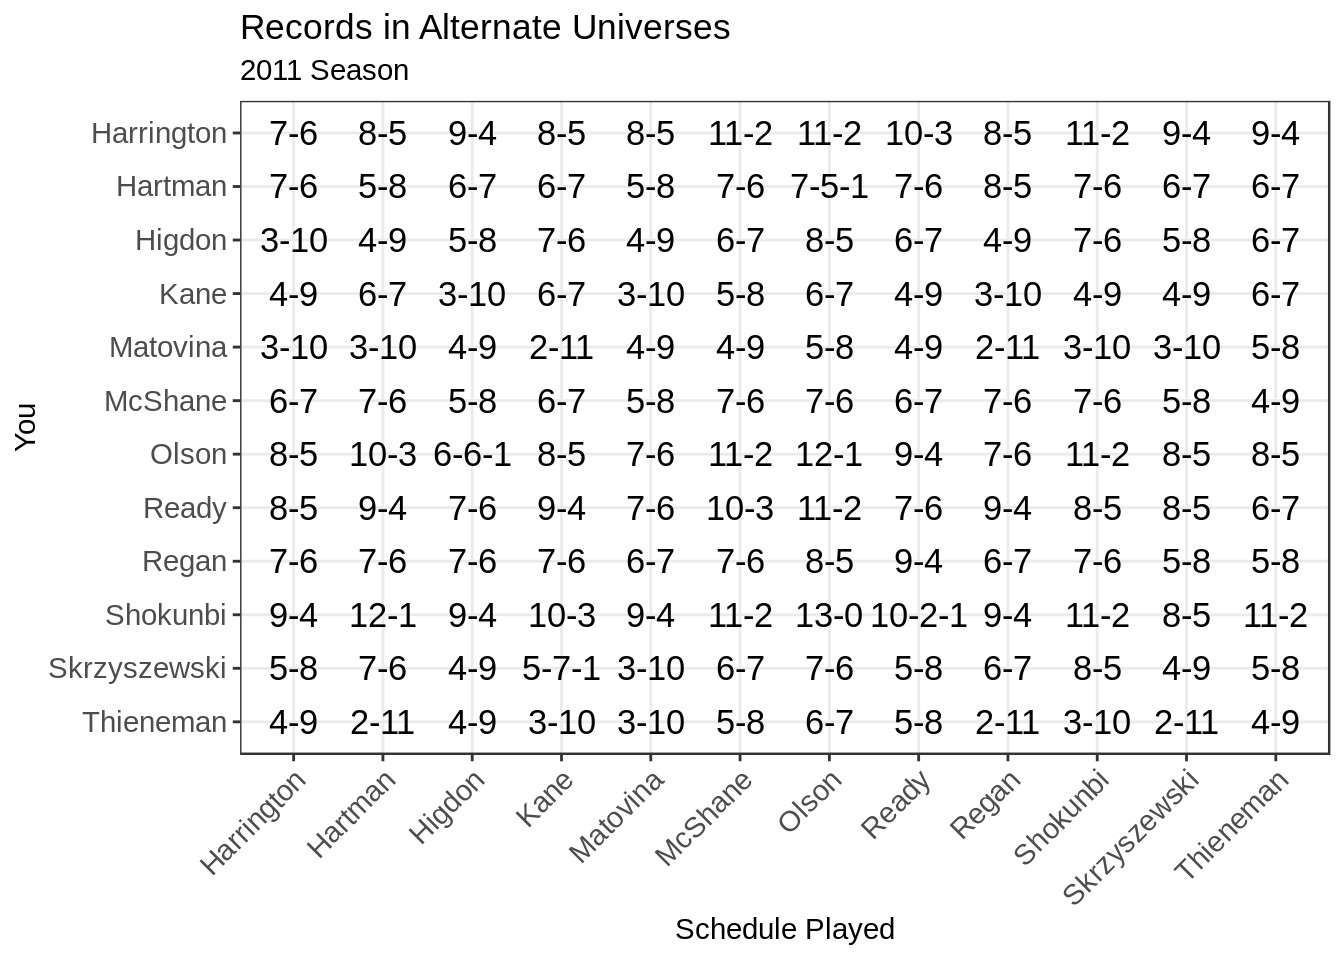 Records in Alternate Universes
2011 Season
You
Harrington 7-6 8-5 9-4 8-5 8-5 11-2 11-2 10-3 8-5 11-2 9-4 9-4
Hartman 7-6 5-8 6-7 6-7 5-8 7-6 7-5-1 7-6 8-5 7-6 6-7 6-7
Higdon 3-10 4-9 5-8 7-6 4-9 6-7 8-5 6-7 4-9 7-6 5-8 6-7
Kane 4-9 6-7 3-10 6-7 3-10 5-8 6-7 4-9 3-10 4-9 4-9 6-7
Matovina 3-10 3-10 4-9 2-11 4-9 4-9 5-8 4-9 2-11 3-10 3-10 5-8
McShane 6-7 7-6 5-8 6-7 5-8 7-6 7-6 6-7 7-6 7-6 5-8 4-9
Olson 8-5 10-3 6-6-1 8-5 7-6 11-2 12-1 9-4 7-6 11-2 8-5 8-5
Ready 8-5 9-4 7-6 9-4 7-6 10-3 11-2 7-6 9-4 8-5 8-5 6-7
Regan 7-6 7-6 7-6 7-6 6-7 7-6 8-5 9-4 6-7 7-6 5-8 5-8
Shokunbi 9-4 12-1 9-4 10-3 9-4 11-2 13-0 10-2-1 9-4 11-2 8-5 11-2
Skrzyszewski 5-8 7-6 4-9 5-7-1 3-10 6-7 7-6 5-8 6-7 8-5 4-9 5-8
Thieneman 4-9 2-11 4-9 3-10 3-10 5-8 6-7 5-8 2-11 3-10 2-11 4-9
Harrington Hartman Higdon Kane Matovina McShane Olson Ready Regan Shokunbi Skrzyszewski Thieneman
Schedule Played